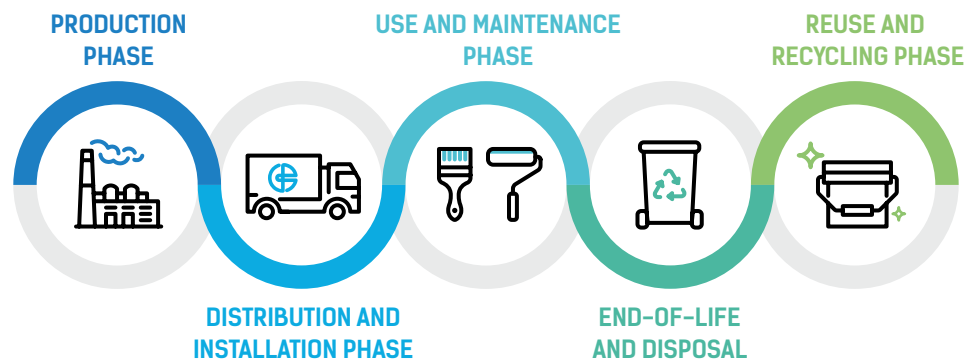 PRODUCTION
PHASE
DISTRIBUTION AND
INSTALLATION PHASE
USE AND MAINTENANCE
PHASE
END-OF-LIFE
AND DISPOSAL
REUSE AND
RECYCLING PHASE